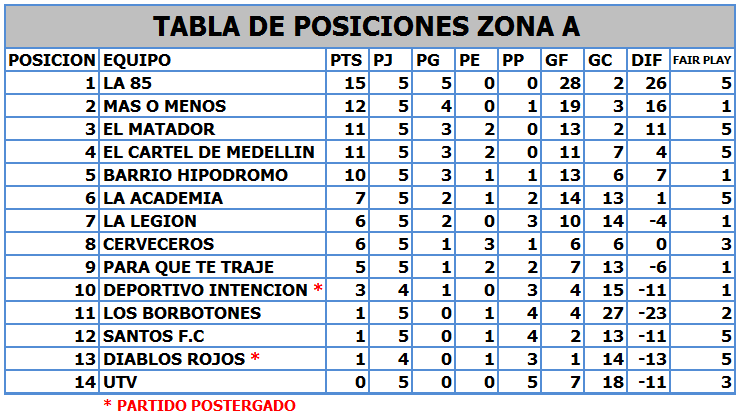 TABLA DE POSICIONES ZONA A
POSICION EQUIPO PTS PJ PG PE PP GF GC DIF FAIR PLAY
1 LA 85 15 5 5 0 0 28 2 26 5
2 MAS O MENOS 12 5 4 0 1 19 3 16 1
3 EL MATADOR 11 5 3 2 0 13 2 11 5
4 EL CARTEL DE MEDELLIN 11 5 3 2 0 11 7 4 5
5 BARRIO HIPODROMO 10 5 3 1 1 13 6 7 1
6 LA ACADEMIA 7 5 2 1 2 14 13 1 5
7 LA LEGION 6 5 2 0 3 10 14 -4 1
8 CERVECEROS 6 5 1 3 1 6 6 0 3
9 PARA QUE TE TRAJE 5 5 1 2 2 7 13 -6 1
10 DEPORTIVO INTENCION * 3 4 1 0 3 4 15 -11 1
11 LOS BORBOTONES 1 5 0 1 4 4 27 -23 2
12 SANTOS F.C 1 5 0 1 4 2 13 -11 5
13 DIABLOS ROJOS * 1 4 0 1 3 1 14 -13 5
14 UTV 0 5 0 0 5 7 18 -11 3
* PARTIDO POSTERGADO